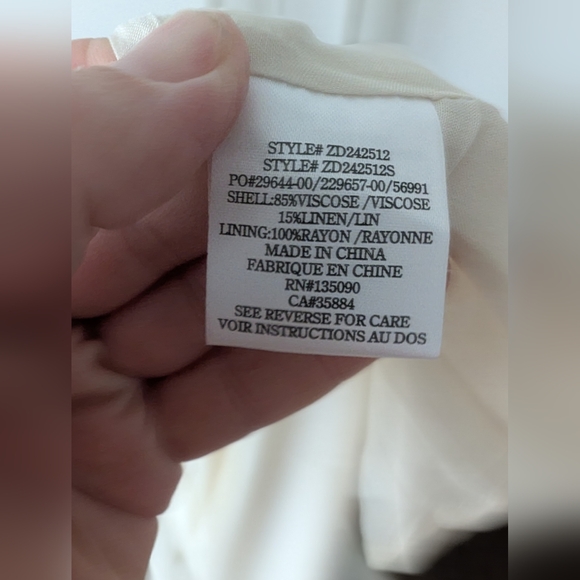 STYLE# ZD242512
STYLE# ZD242512S
PO#29644-00/229657-00/56991
SHELL:85%VISCOSE /VISCOSE
15%LINEN/LIN
LINING:100%RAYON /RAYONNE
MADE IN CHINA
FABRIQUE EN CHINE
RN#135090
CA#35884
SEE REVERSE FOR CARE
VOIR INSTRUCTIONS AU DOS